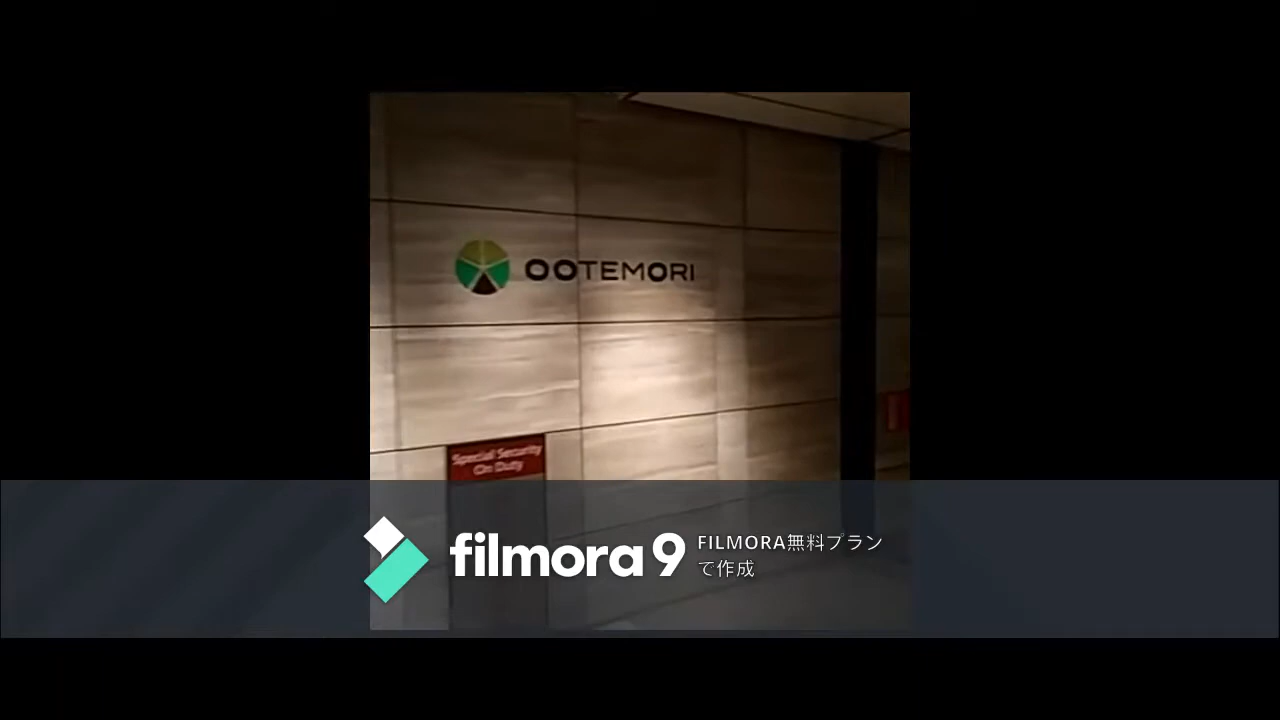 OOTEMORI
Special Security
On Duty
filmora9
FILMORA無料プラン
で作成